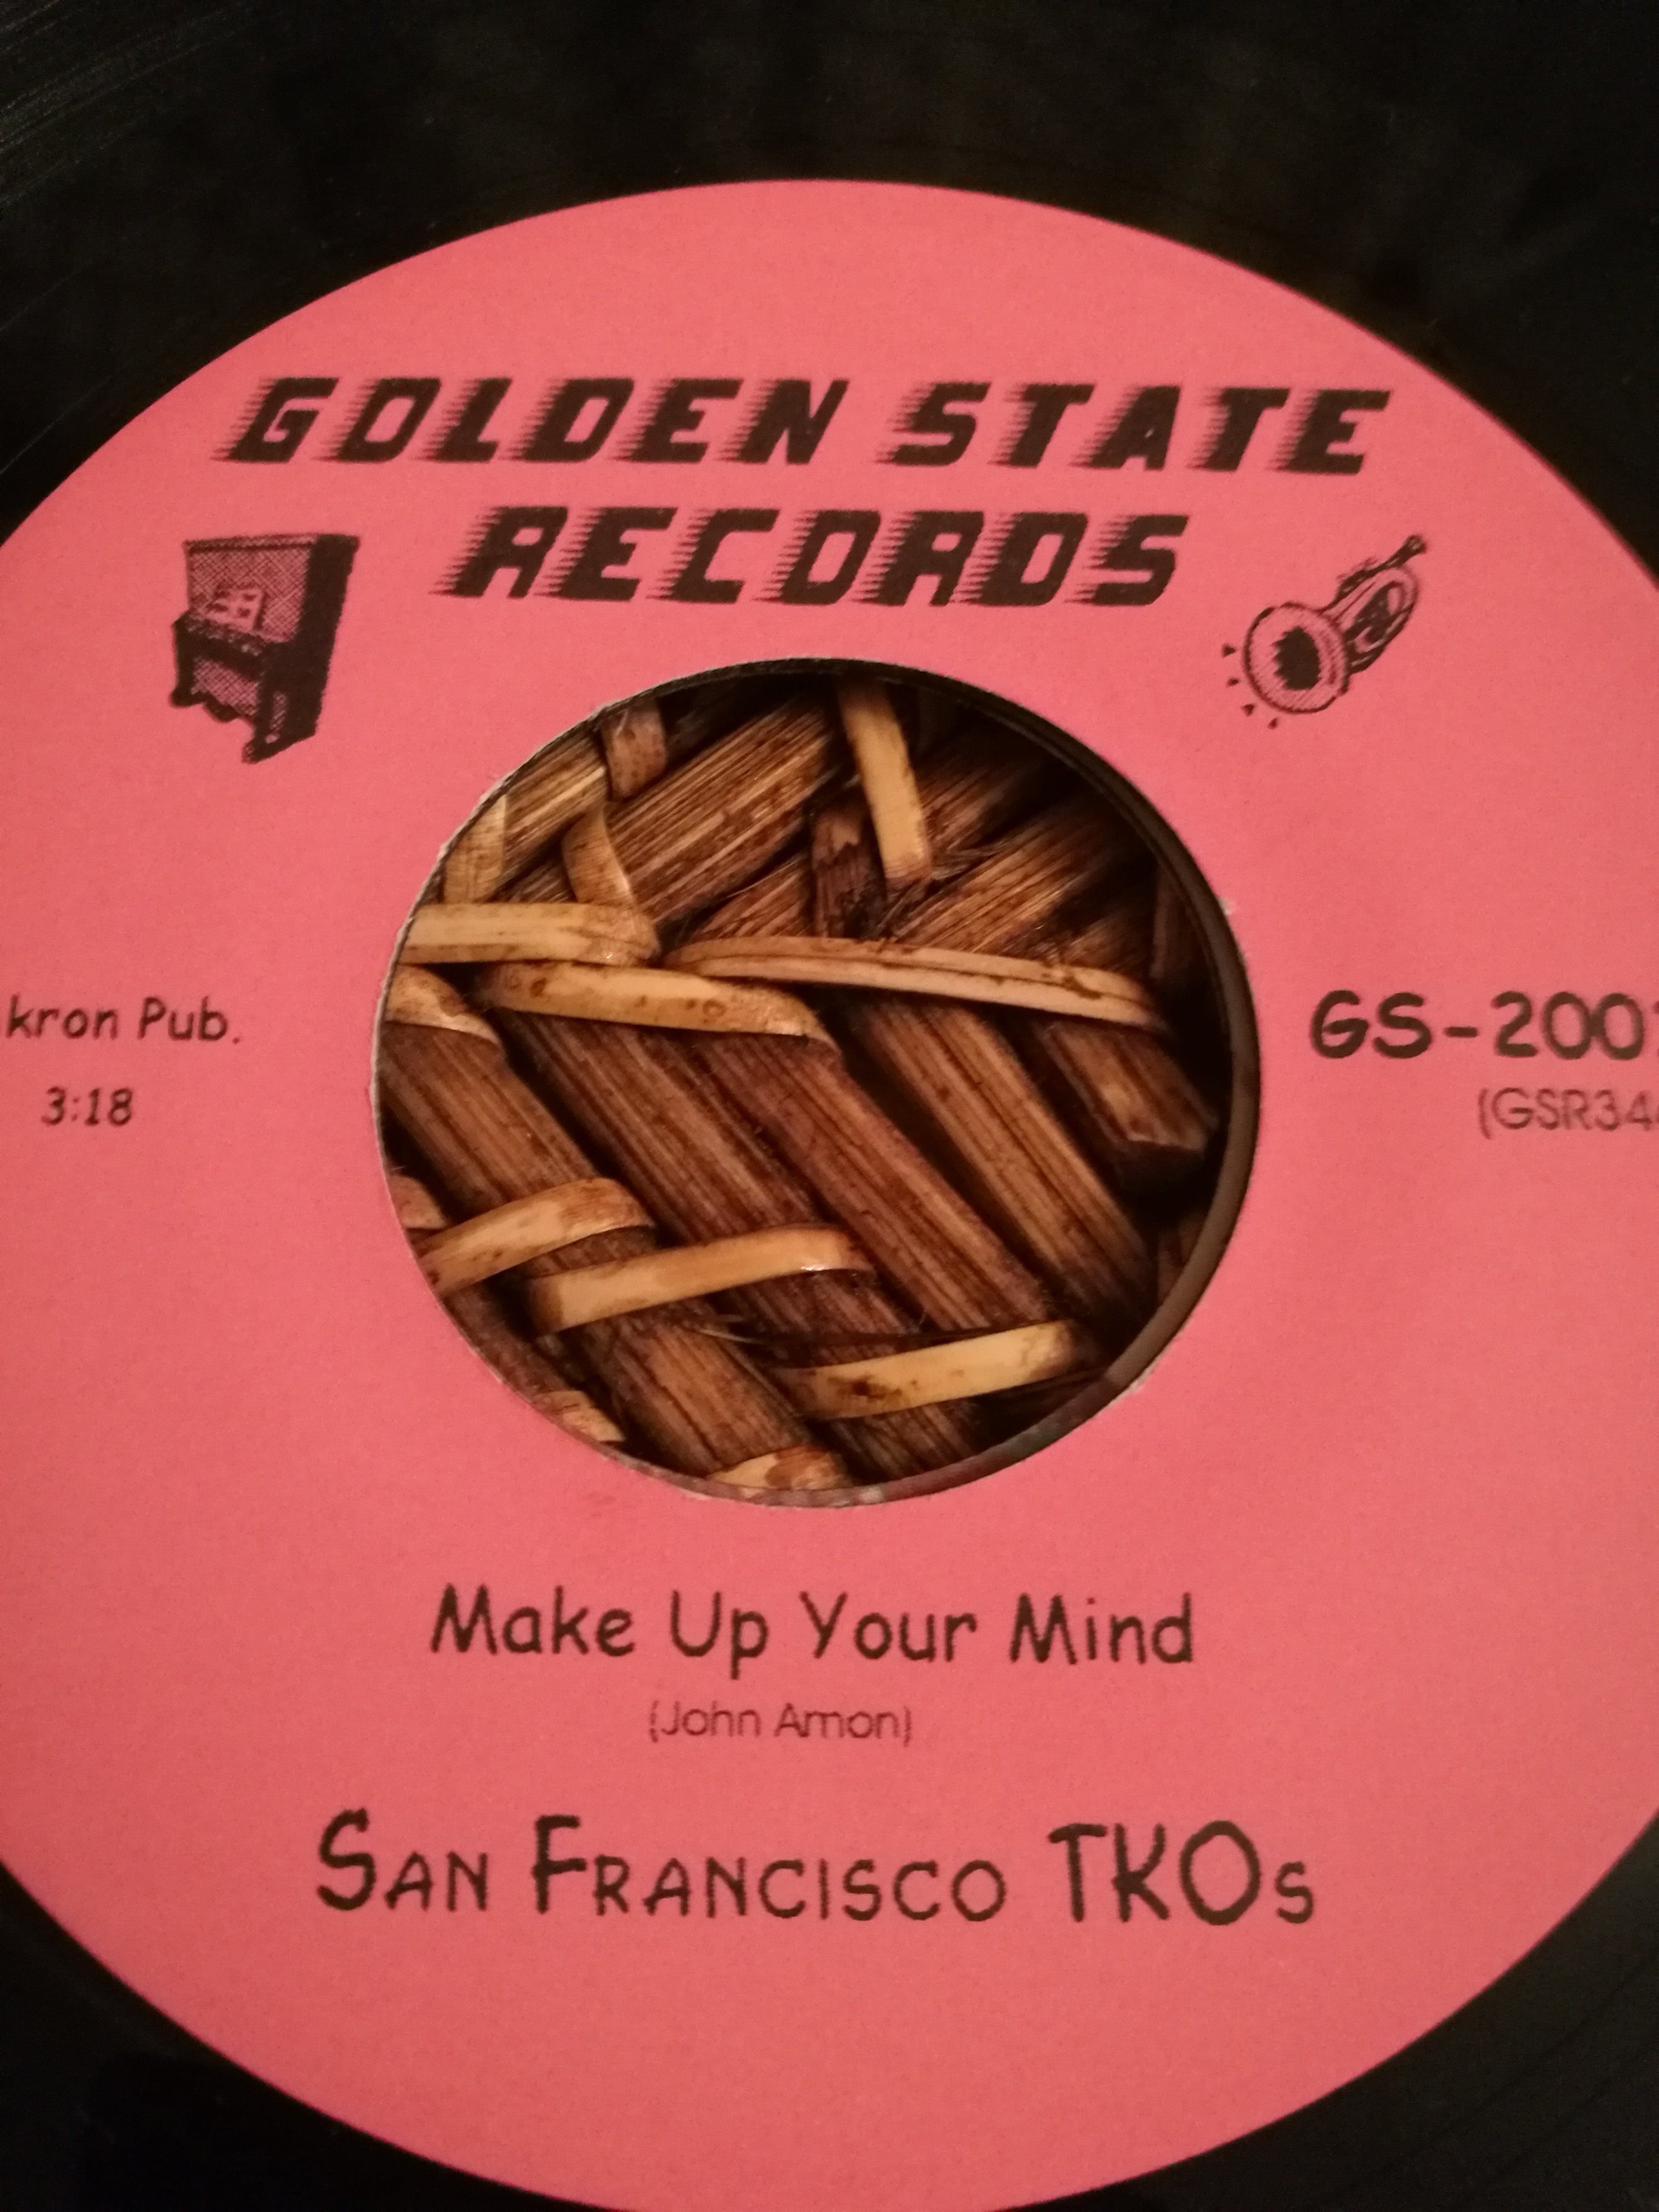 GOLDEN STATE
RECORDS
kron Pub.
3:18
GS-200
(GSR34
Make Up Your Mind
(John Amon)
SAN FRANCISCO TKOS